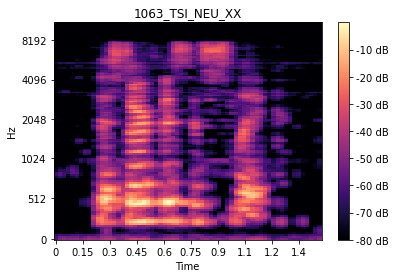 1063_TSI_NEU_XX
8192
4096
2048
1024
512
0
Hz
0 0.15 0.3 0.45 0.6 0.75 0.9 1.1 1.2 1.4
Time
-10 dB
-20 dB
-30 dB
-40 dB
-50 dB
-60 dB
-70 dB
-80 dB